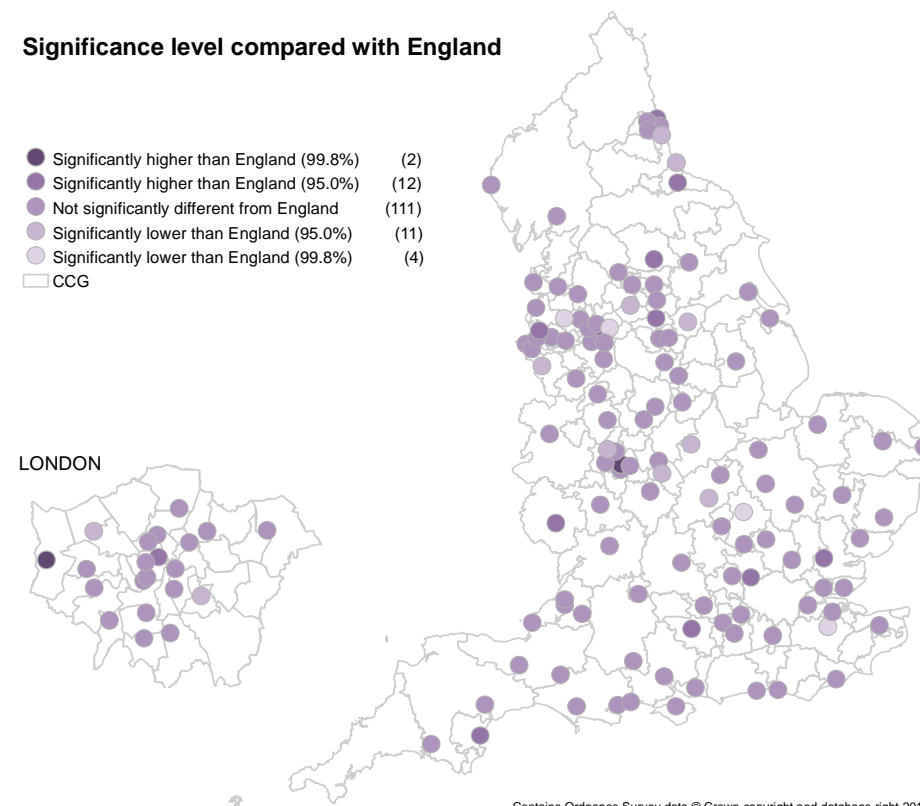 Significance level compared with England
Significantly higher than England (99.8%) (2)
Significantly higher than England (95.0%) (12)
Not significantly different from England (111)
Significantly lower than England (95.0%) (11)
Significantly lower than England (99.8%) (4)
CCG
LONDON
Contains Ordnance Survey data © Crown copyright and database right 201